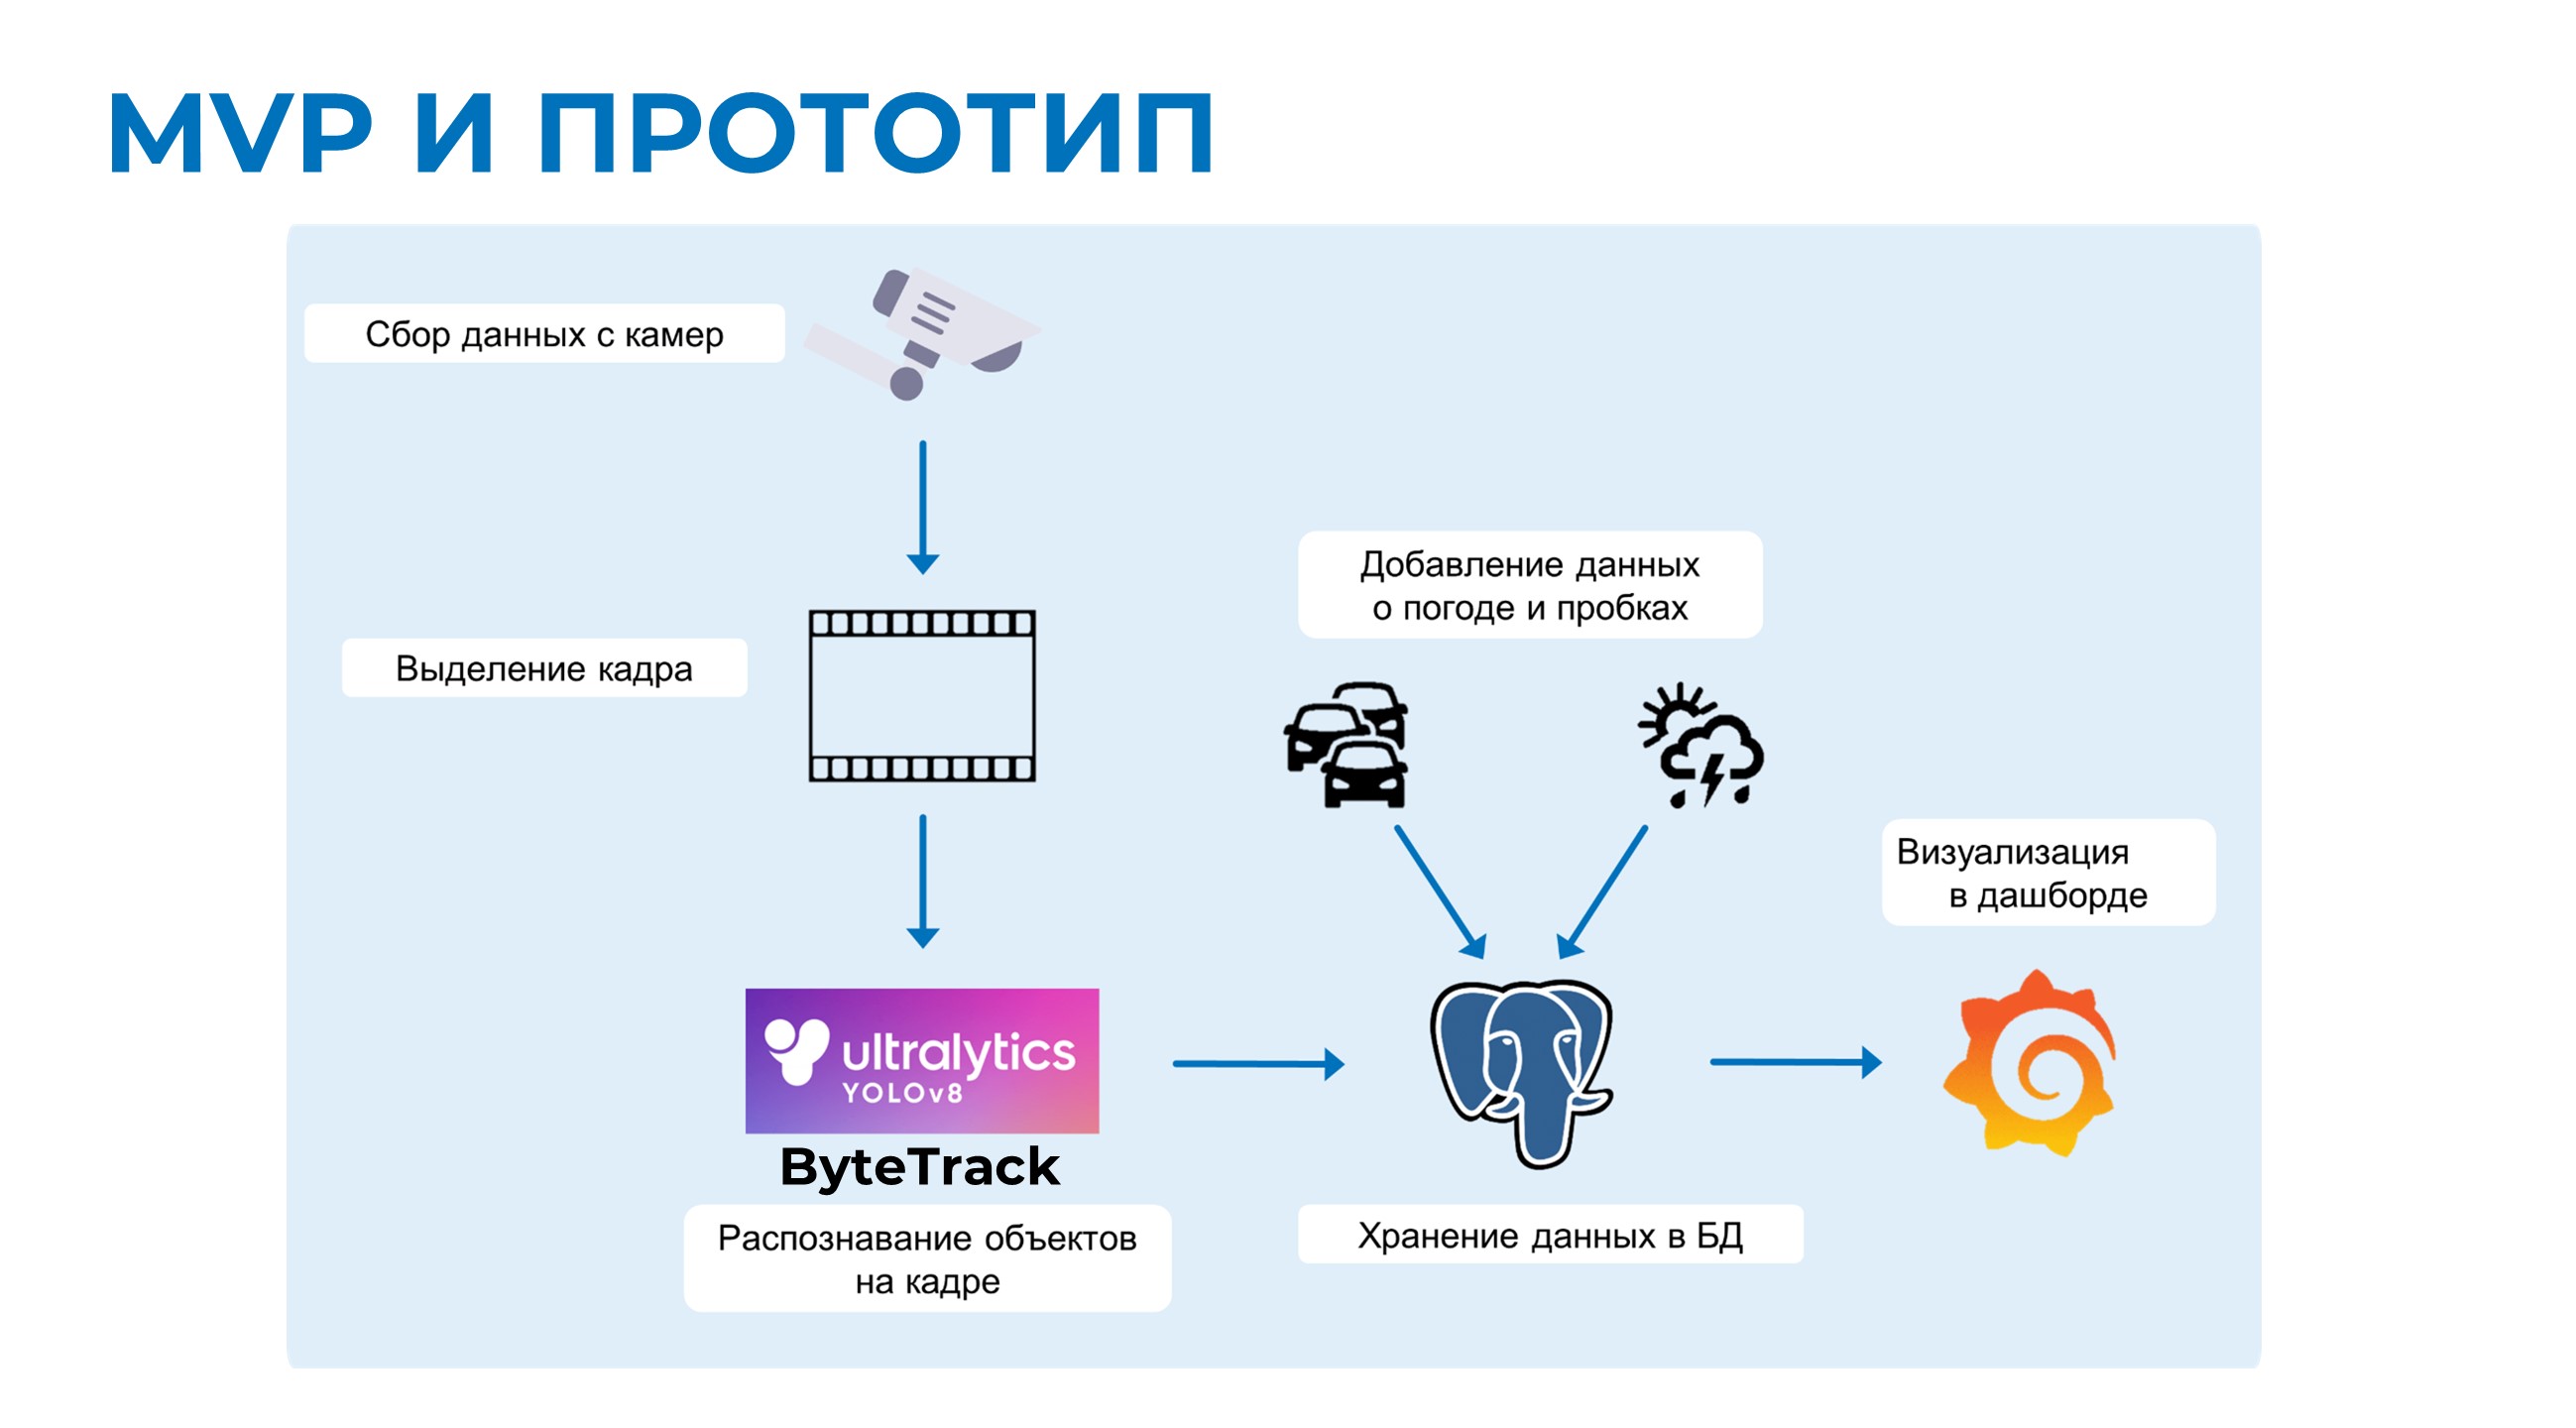 MVP И ПРОТОТИП
Сбор данных с камер
Выделение кадра
Добавление данных
о погоде и пробках
Визуализация
в дашборде
ultralytics
YOLOv8
ByteTrack
Распознавание объектов
на кадре
Хранение данных в БД